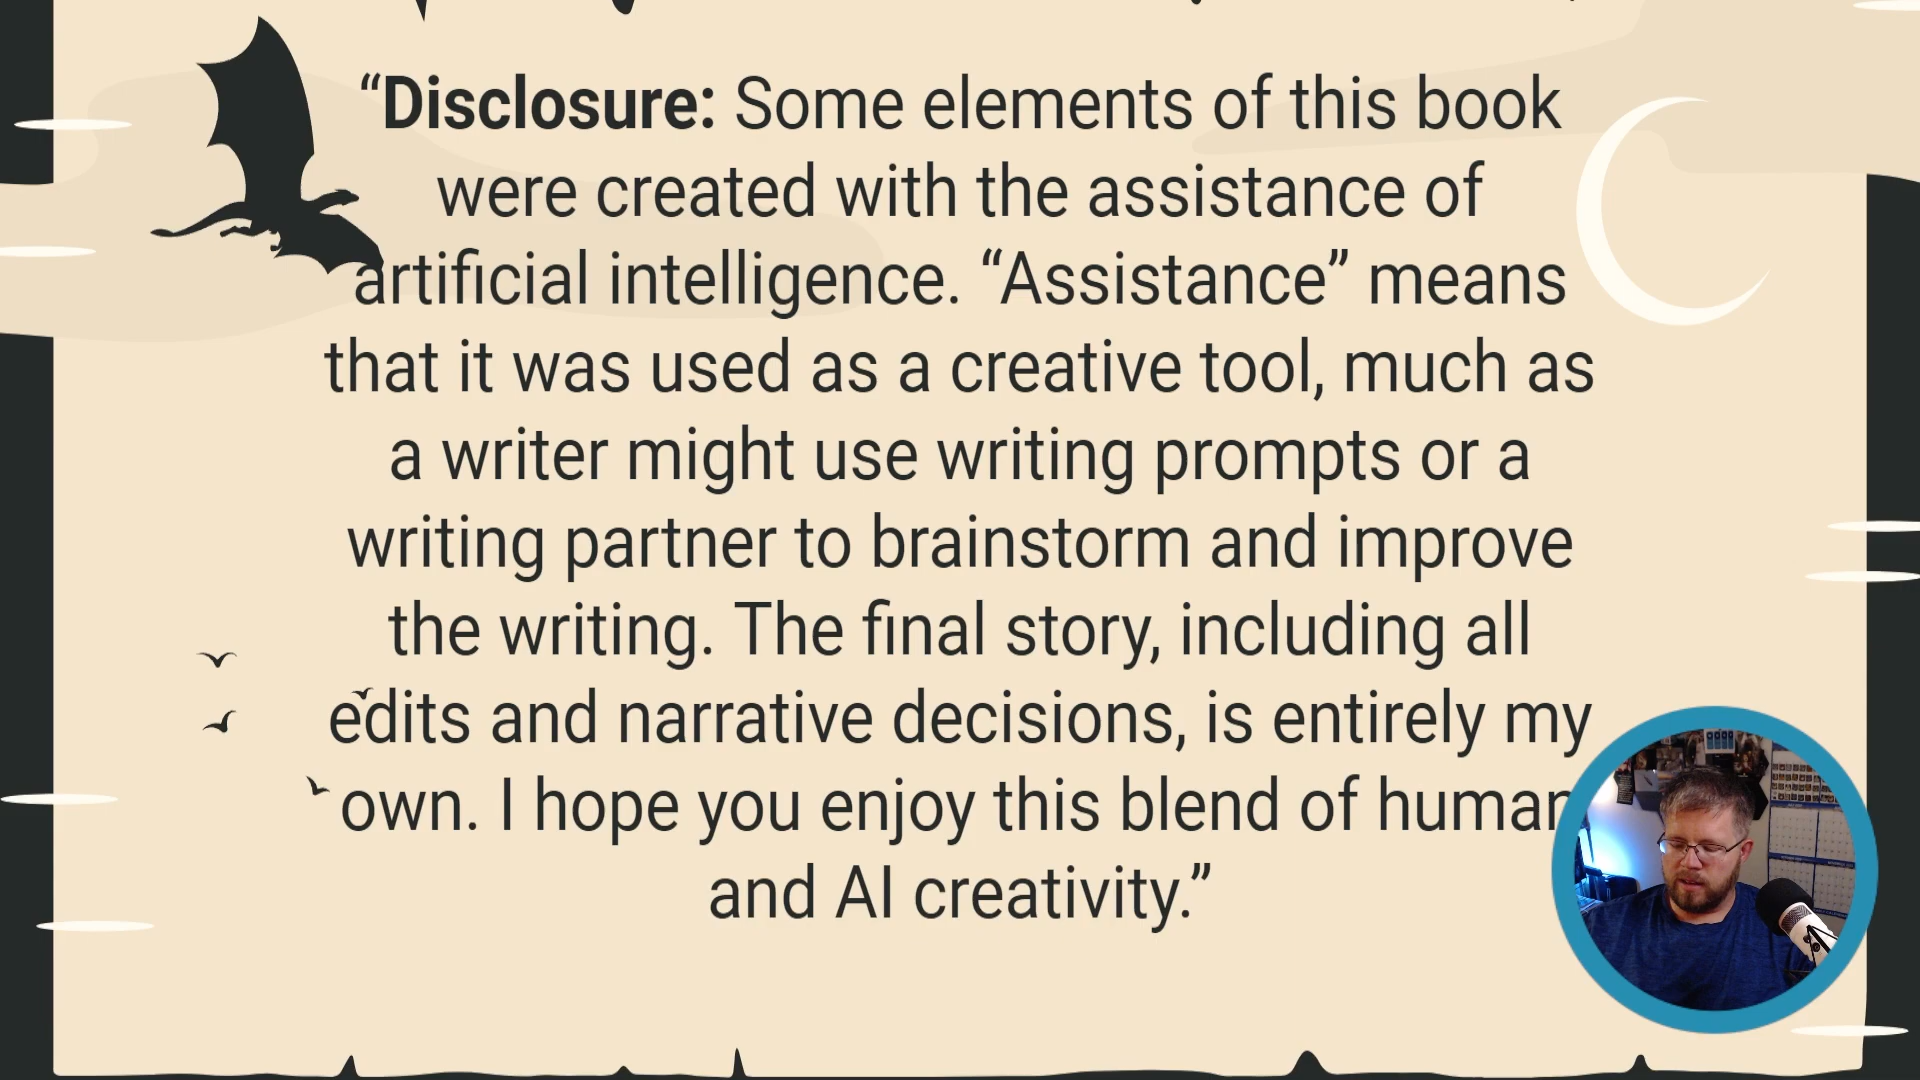 “Disclosure: Some elements of this book
were created with the assistance of
artificial intelligence. “Assistance” means
that it was used as a creative tool, much as
a writer might use writing prompts or a
writing partner to brainstorm and improve
the writing. The final story, including all
edits and narrative decisions, is entirely my
own. I hope you enjoy this blend of human
and AI creativity.”